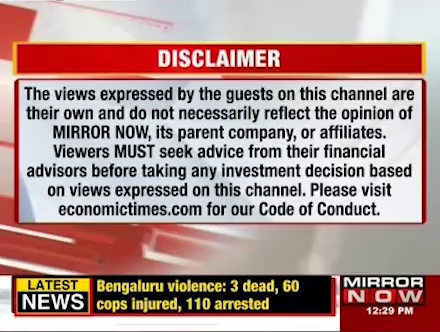 DISCLAIMER
The views expressed by the guests on this channel are
their own and do not necessarily reflect the opinion of
MIRROR NOW, its parent company, or affiliates.
Viewers MUST seek advice from their financial
advisors before taking any investment decision based
on views expressed on this channel. Please visit
economictimes.com for our Code of Conduct.
LATEST
NEWS
Bengaluru violence: 3 dead, 60
cops injured, 110 arrested
MIRROR
NOW
12:29 PM